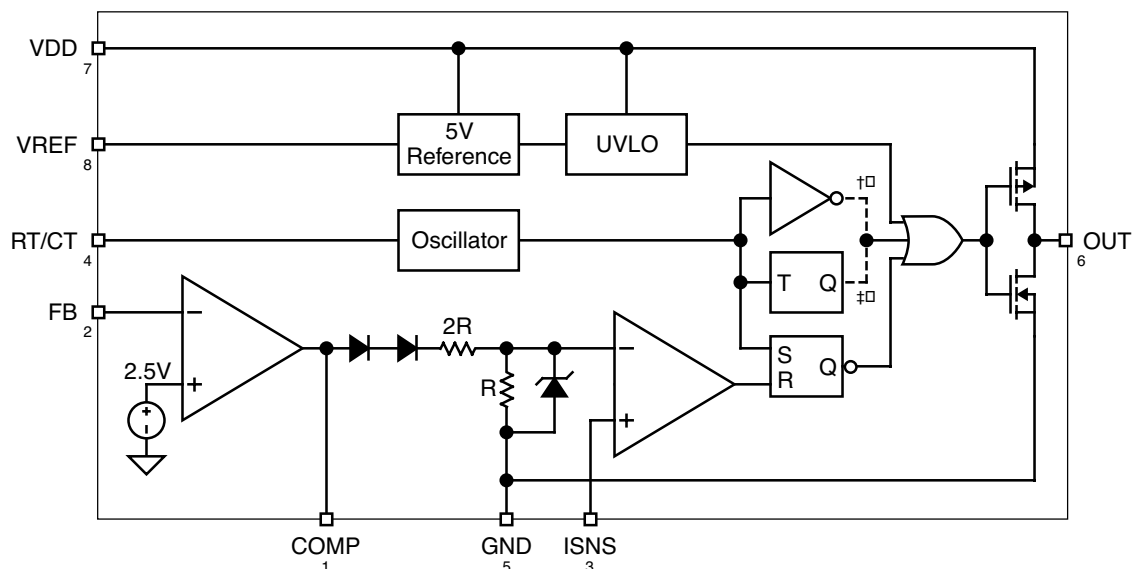 VDD
7
VREF
8
5V
Reference
UVLO
†□
RT/CT
4
Oscillator
OUT
6
T Q
‡□
FB
2
−
2R
−
S
R
Q
2.5V
+
R
+
+
-
COMP
1
GND
5
ISNS
3